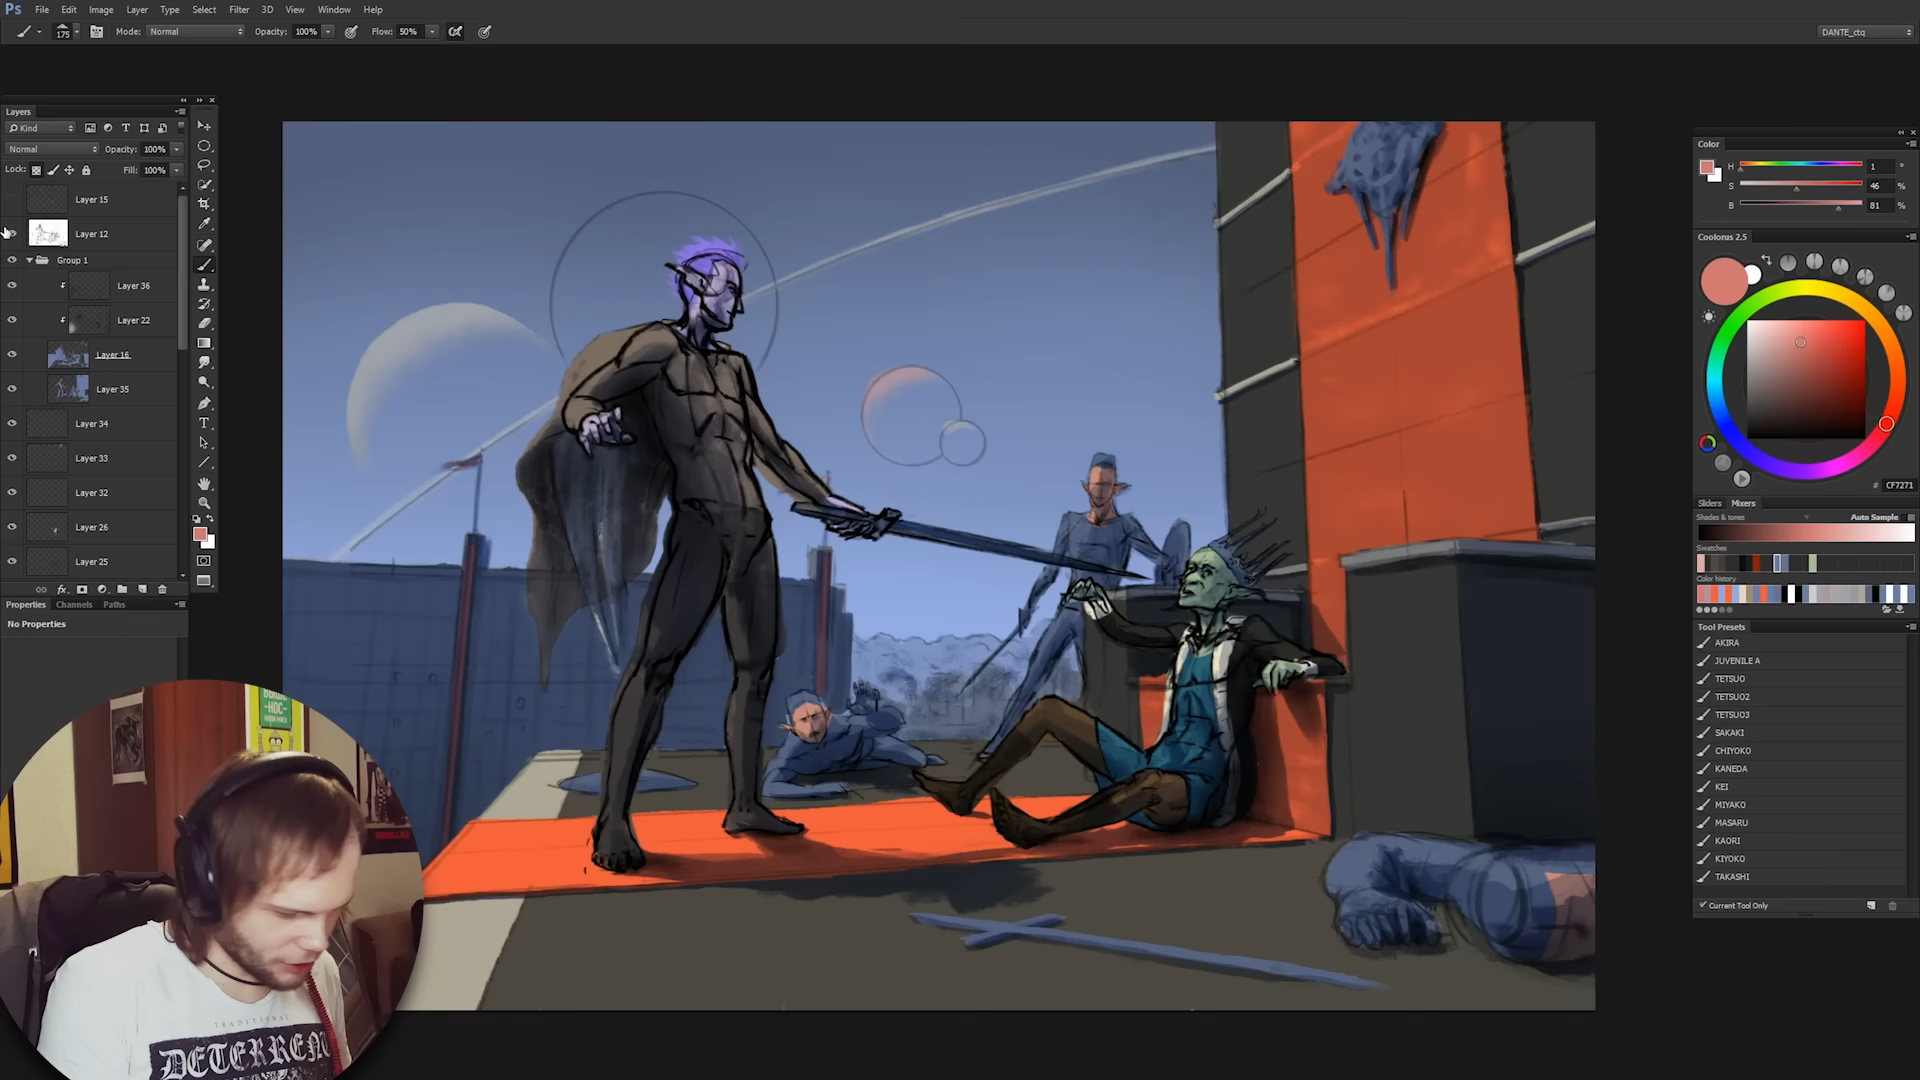 Ps File Edit Image Layer Type Select Filter 3D View Window Help
175 Mode: Normal Opacity: 100% Flow: 50% DANTE_ctq
Layers
Kind
Normal Opacity: 100%
Lock: Fill: 100%
Layer 15
Layer 12
Group 1
Layer 36
Layer 22
Layer 16
Layer 35
Layer 34
Layer 33
Layer 32
Layer 26
Layer 25
fx
Properties Channels Paths
No Properties
Color
H 1 °
S 46 %
B 81 %
Coolorus 2.5
# CF7271
Sliders Mixers
Shades & tones Auto Sample
Swatches
Color history
Tool Presets
AKIRA
JUVENILE A
TETSUO
TETSUO2
TETSUO3
SAKAKI
CHIYOKO
KANEDA
KEI
MIYAKO
MASARU
KAORI
KIYOKO
TAKASHI
Current Tool Only
-НОС-
TRADITIONAL
DETERRENT